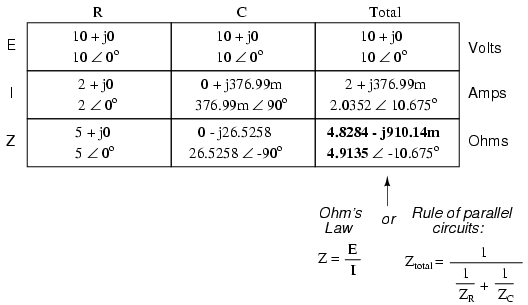 R C Total
E 10 + j0 10 + j0 10 + j0 Volts
10 ∠ 0° 10 ∠ 0° 10 ∠ 0°
I 2 + j0 0 + j376.99m 2 + j376.99m Amps
2 ∠ 0° 376.99m ∠ 90° 2.0352 ∠ 10.675°
Z 5 + j0 0 - j26.5258 4.8284 - j910.14m Ohms
5 ∠ 0° 26.5258 ∠ -90° 4.9135 ∠ -10.675°
Ohm's or Rule of parallel
Law circuits:
Z = E / I Ztotal = 1 / (1/ZR + 1/ZC)